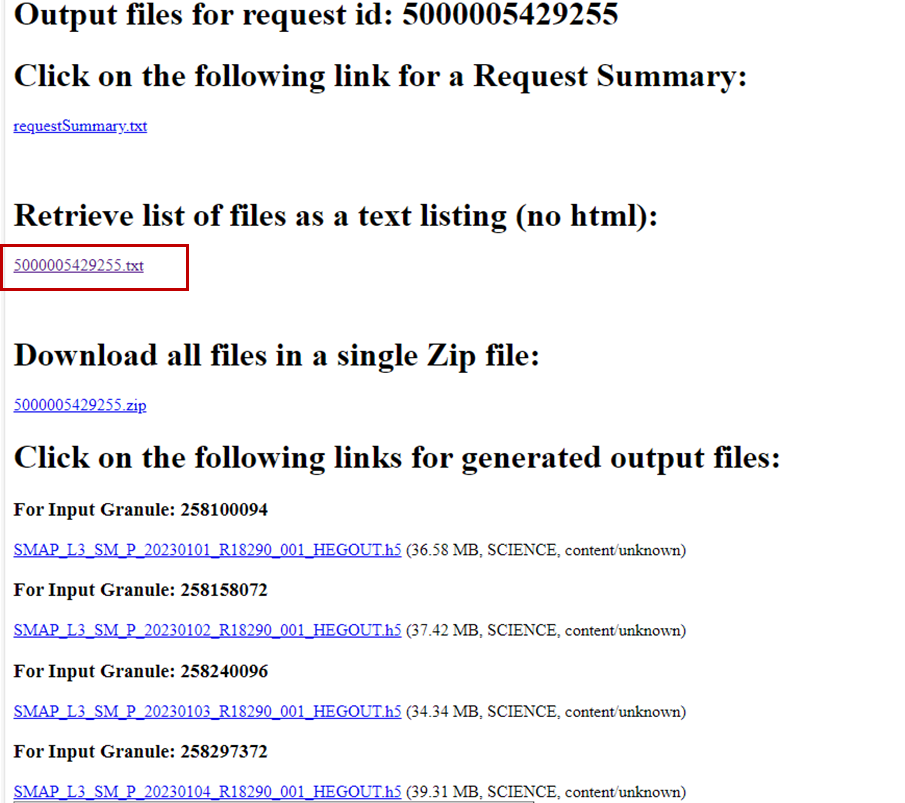 Output files for request id: 5000005429255
Click on the following link for a Request Summary:
requestSummary.txt
Retrieve list of files as a text listing (no html):
5000005429255.txt
Download all files in a single Zip file:
5000005429255.zip
Click on the following links for generated output files:
For Input Granule: 258100094
SMAP_L3_SM_P_20230101_R18290_001_HEGOUT.h5 (36.58 MB, SCIENCE, content/unknown)
For Input Granule: 258158072
SMAP_L3_SM_P_20230102_R18290_001_HEGOUT.h5 (37.42 MB, SCIENCE, content/unknown)
For Input Granule: 258240096
SMAP_L3_SM_P_20230103_R18290_001_HEGOUT.h5 (34.34 MB, SCIENCE, content/unknown)
For Input Granule: 258297372
SMAP_L3_SM_P_20230104_R18290_001_HEGOUT.h5 (39.31 MB, SCIENCE, content/unknown)